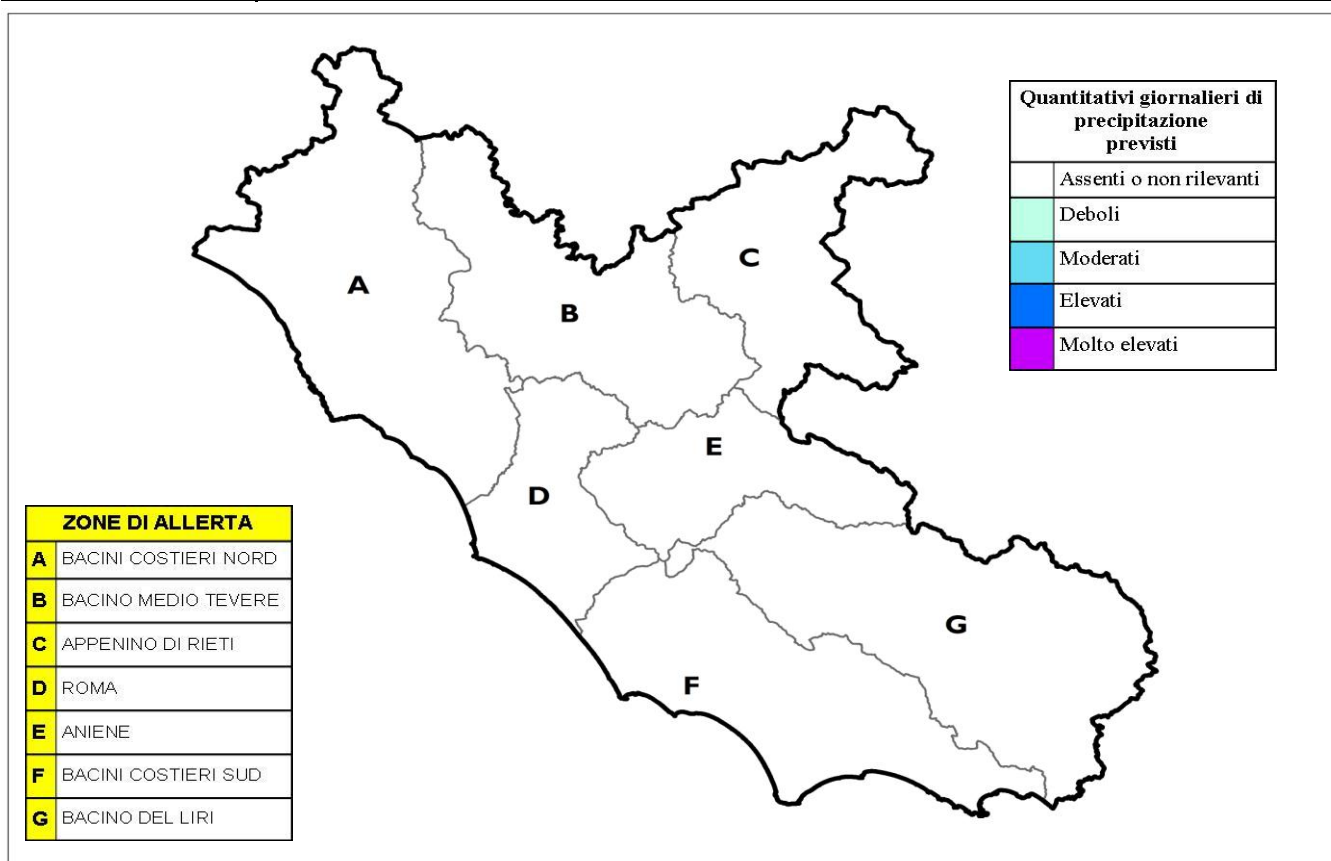 Quantitativi giornalieri di
precipitazione
previsti
Assenti o non rilevanti
Deboli
Moderati
Elevati
Molto elevati
A
B
C
D
E
F
G
ZONE DI ALLERTA
A BACINI COSTIERI NORD
B BACINO MEDIO TEVERE
C APPENINO DI RIETI
D ROMA
E ANIENE
F BACINI COSTIERI SUD
G BACINO DEL LIRI